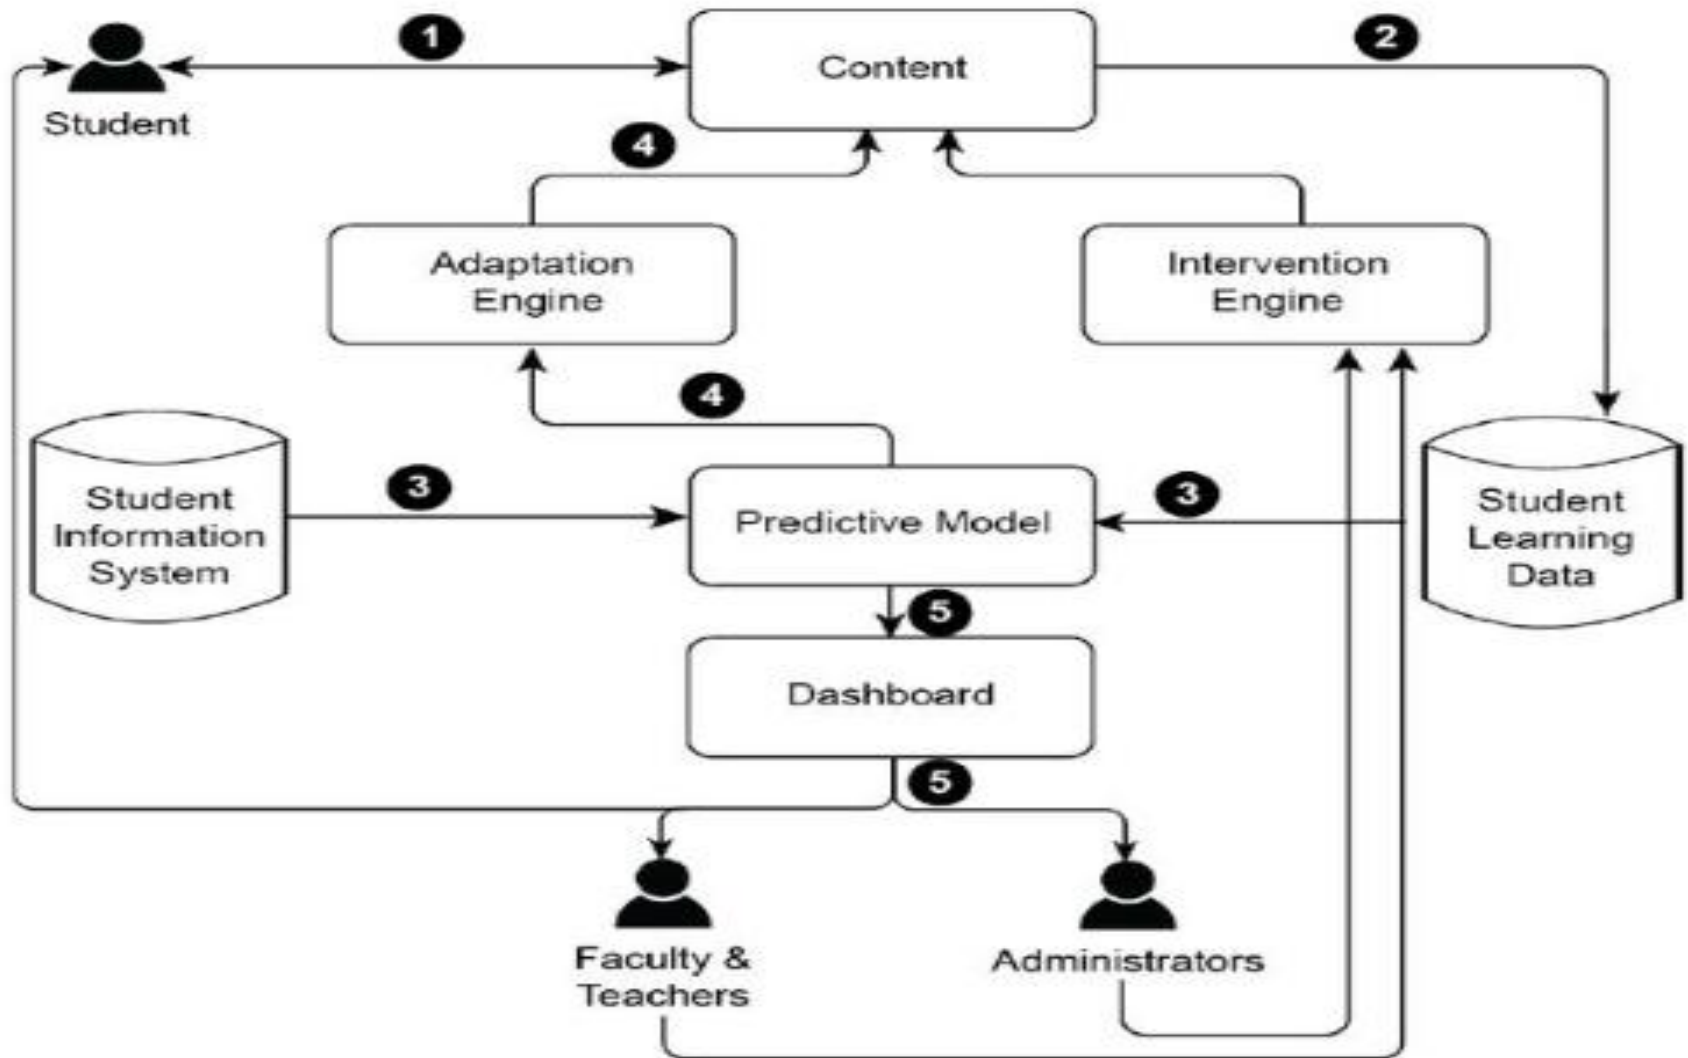 1
2
Content
Student
4
Adaptation
Engine
Intervention
Engine
4
3
3
Student
Information
System
Predictive Model
Student
Learning
Data
5
Dashboard
5
Faculty &
Teachers
Administrators